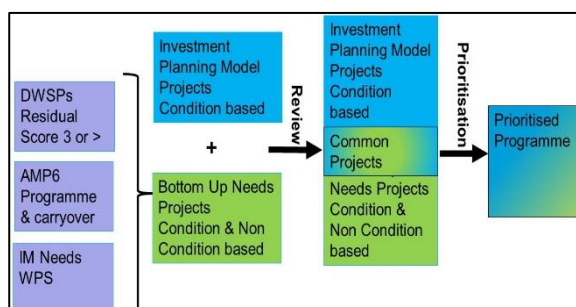 DWSPs
Residual
Score 3 or >
AMP6
Programme
& carryover
IM Needs
WPS
Investment
Planning Model
Projects
Condition based
+
Bottom Up Needs
Projects
Condition & Non
Condition based
Review
Investment
Planning Model
Projects
Condition
based
Common
Projects
Needs Projects
Condition &
Non Condition
based
Prioritisation
Prioritised
Programme